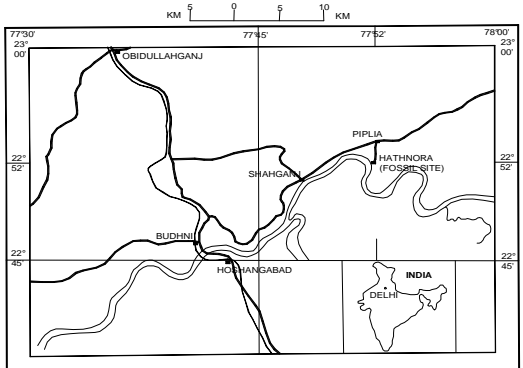 5 0 5 10
KM KM
77°30' 77°45' 77°52' 78°00'
23° 00' 23° 00'
OBIDULLAHGANJ
PIPLIA
22° 52' 22° 52'
HATHNORA
(FOSSIL SITE)
SHAHGANJ
BUDHNI
22° 45' 22° 45'
HOSHANGABAD
INDIA
DELHI